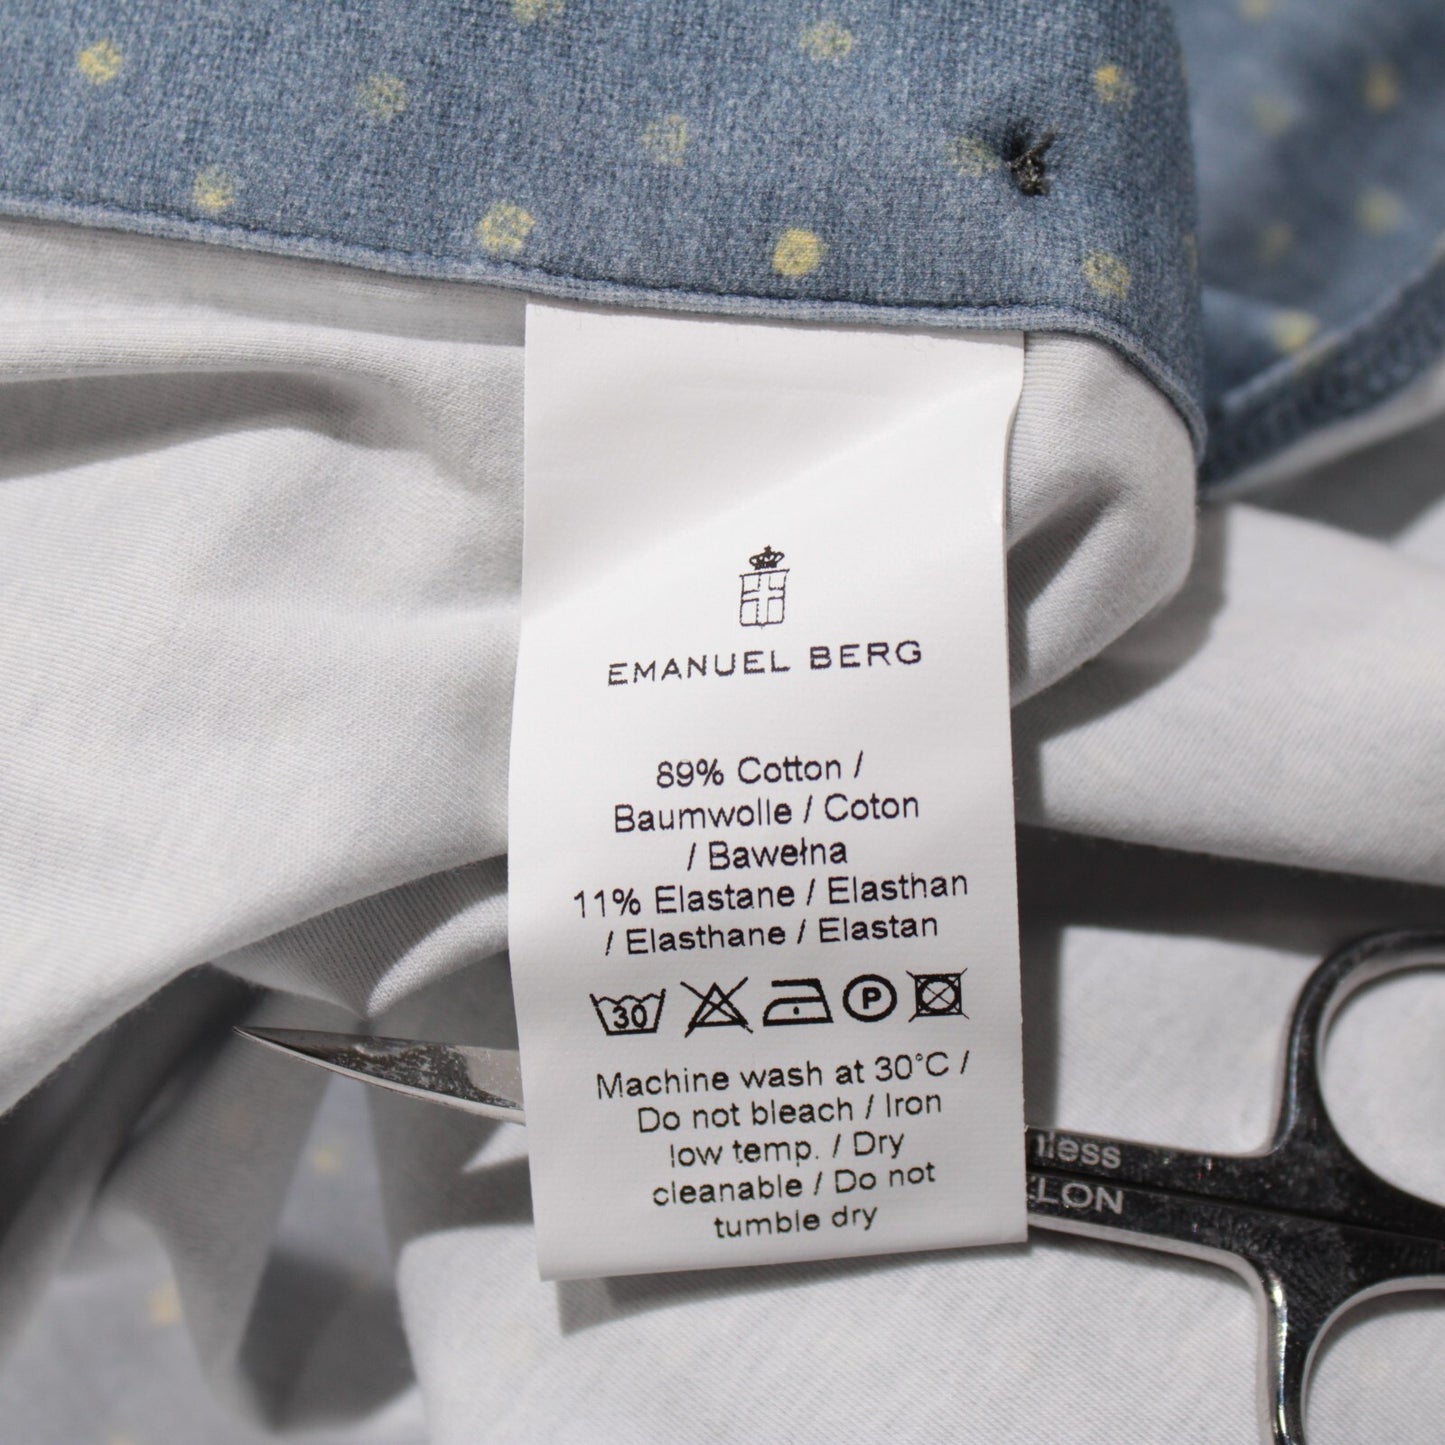 EMANUEL BERG
89% Cotton /
Baumwolle / Coton
/ Bawełna
11% Elastane / Elasthan
/ Elasthane / Elastan
30
P
Machine wash at 30°C /
Do not bleach / Iron
low temp. / Dry
cleanable / Do not
tumble dry